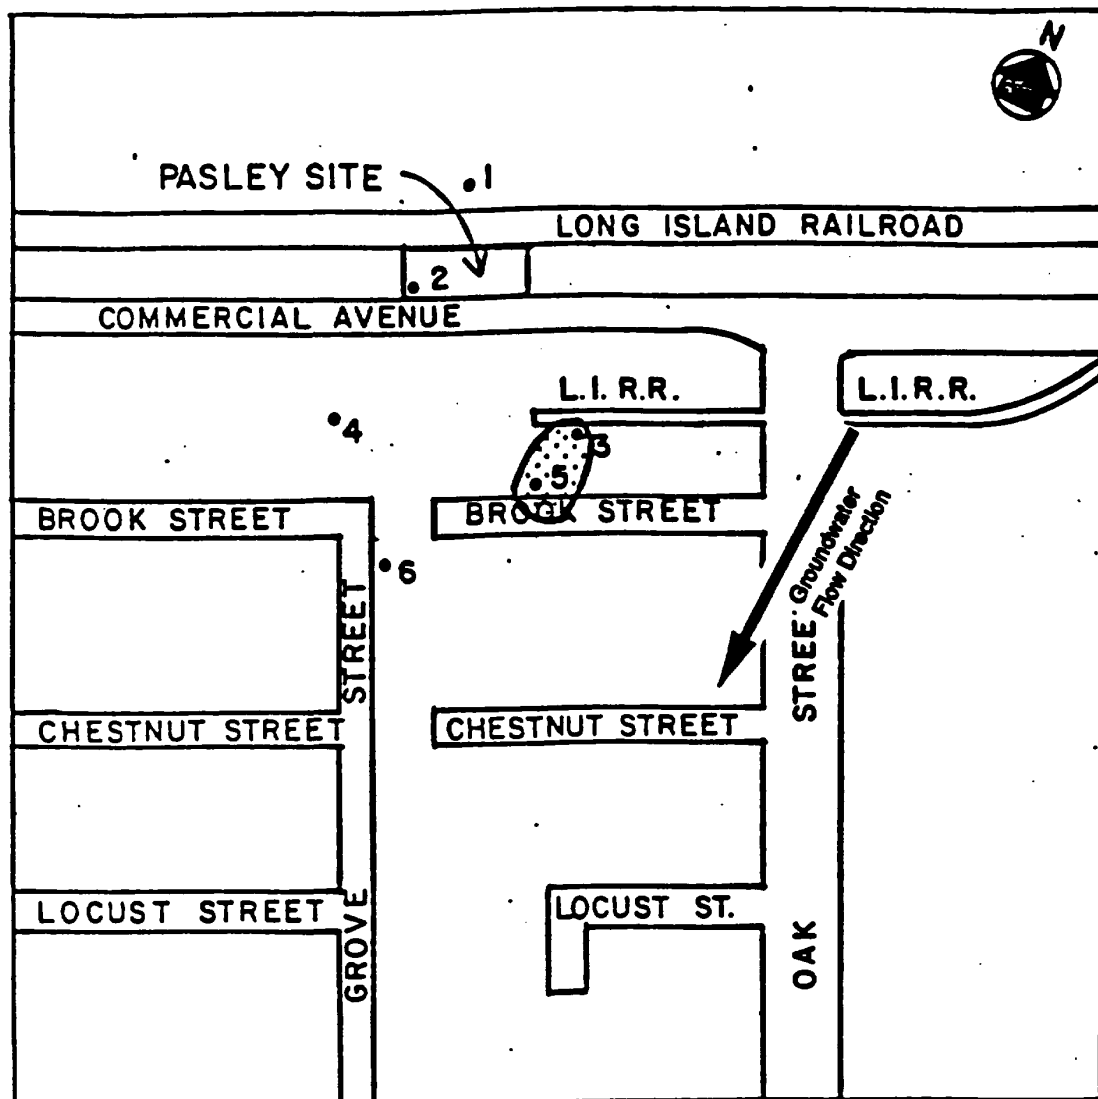 N
PASLEY SITE
1
LONG ISLAND RAILROAD
2
COMMERCIAL AVENUE
L.I.R.R.
L.I.R.R.
4
3
5
BROOK STREET
BROOK STREET
Groundwater
Flow Direction
6
STREET
CHESTNUT STREET
CHESTNUT STREET
STREE
LOCUST STREET
LOCUST ST.
GROVE
OAK